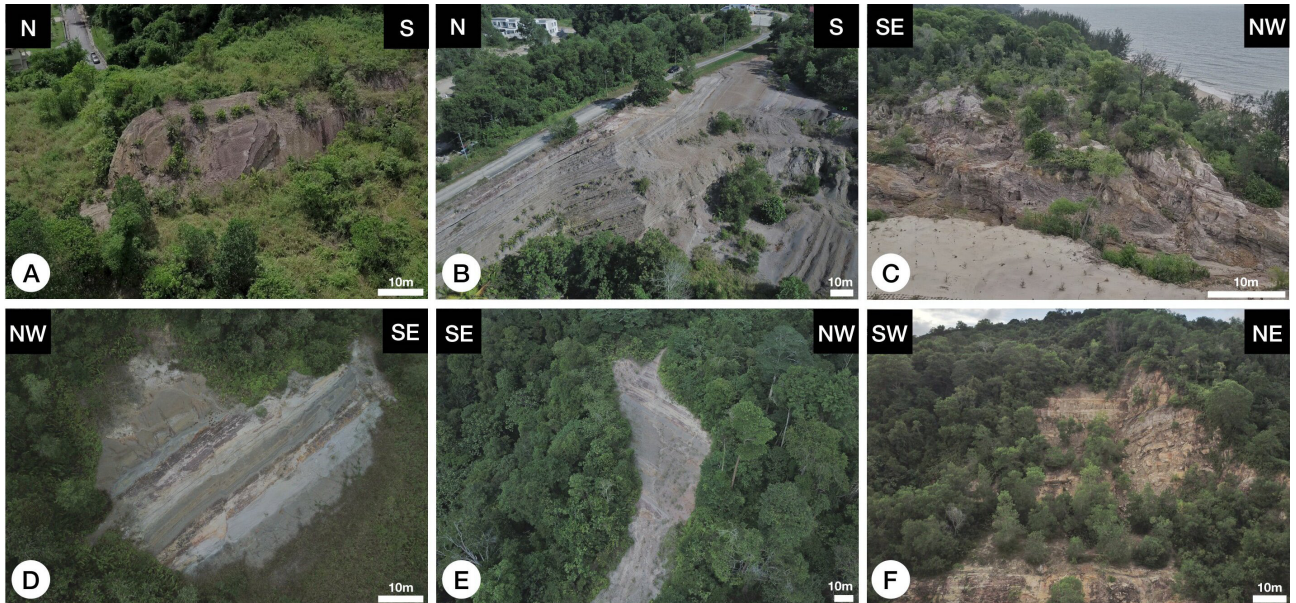 N S
A 10m
N S
B 10m
SE NW
C 10m
NW SE
D 10m
SE NW
E 10m
SW NE
F 10m